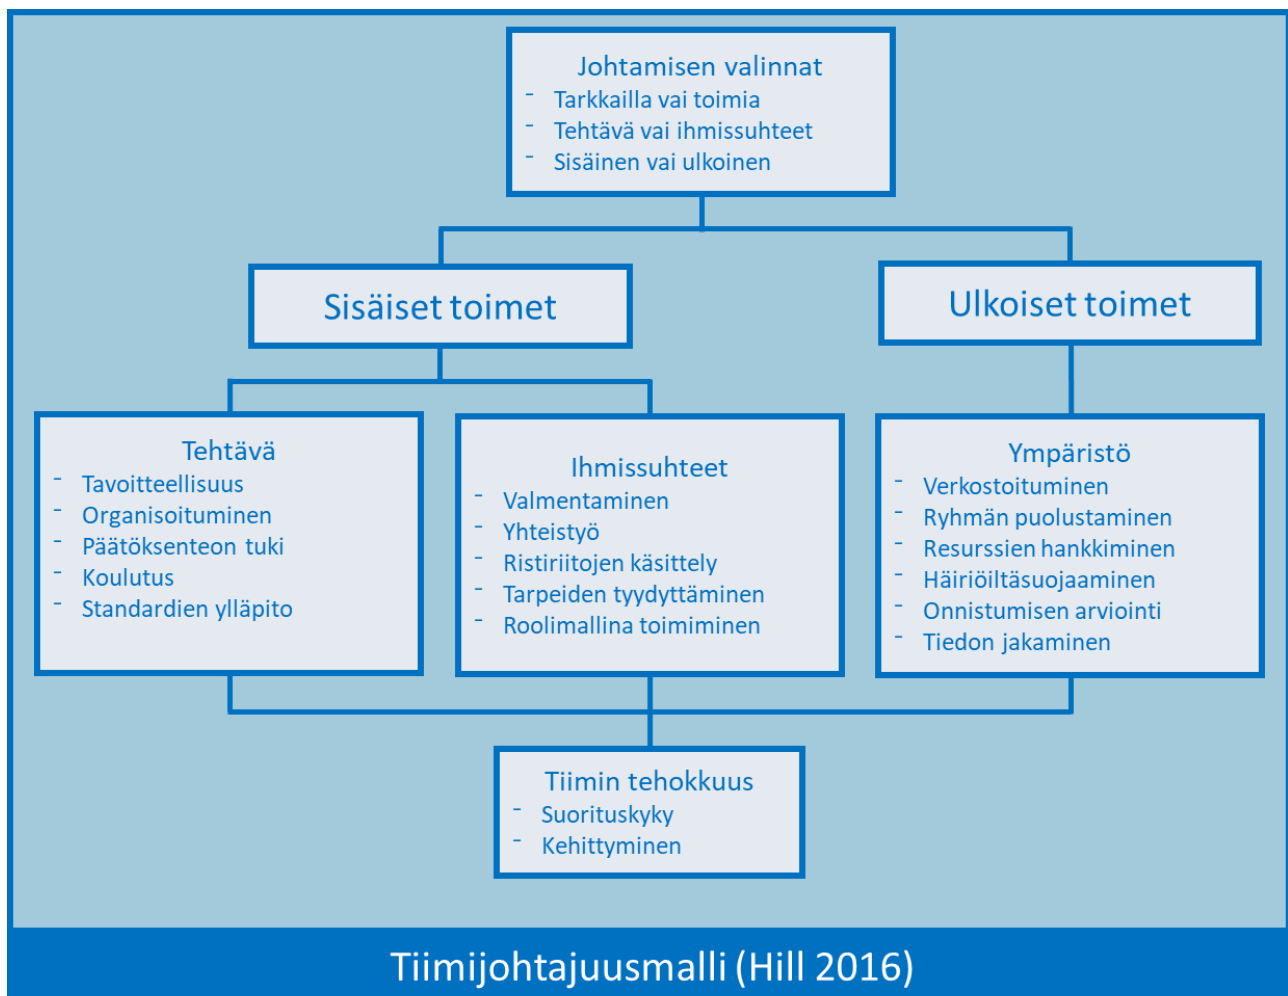 Johtamisen valinnat
- Tarkkailla vai toimia
- Tehtävä vai ihmissuhteet
- Sisäinen vai ulkoinen
Sisäiset toimet
Ulkoiset toimet
Tehtävä
- Tavoitteellisuus
- Organisoituminen
- Päätöksenteon tuki
- Koulutus
- Standardien ylläpito
Ihmissuhteet
- Valmentaminen
- Yhteistyö
- Ristiriitojen käsittely
- Tarpeiden tyydyttäminen
- Roolimallina toimiminen
Ympäristö
- Verkostoituminen
- Ryhmän puolustaminen
- Resurssien hankkiminen
- Häiriöiltäsuojaaminen
- Onnistumisen arviointi
- Tiedon jakaminen
Tiimin tehokkuus
- Suorituskyky
- Kehittyminen
Tiimijohtajuusmalli (Hill 2016)